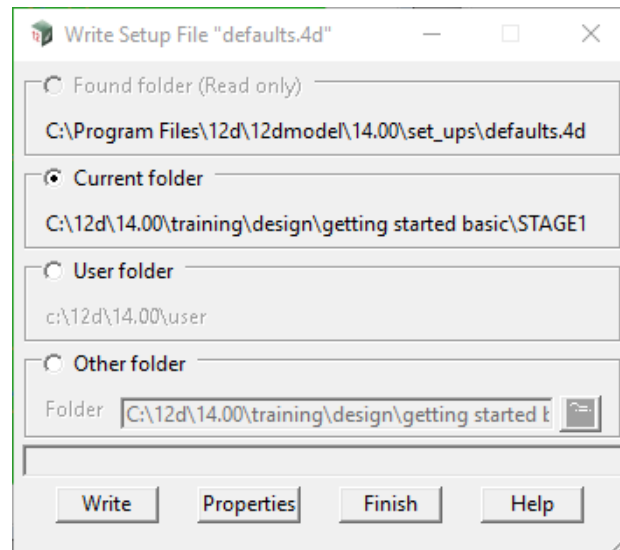 Write Setup File "defaults.4d"
Found folder (Read only)
C:\Program Files\12d\12dmodel\14.00\set_ups\defaults.4d
Current folder
C:\12d\14.00\training\design\getting started basic\STAGE1
User folder
c:\12d\14.00\user
Other folder
Folder C:\12d\14.00\training\design\getting started b
Write Properties Finish Help